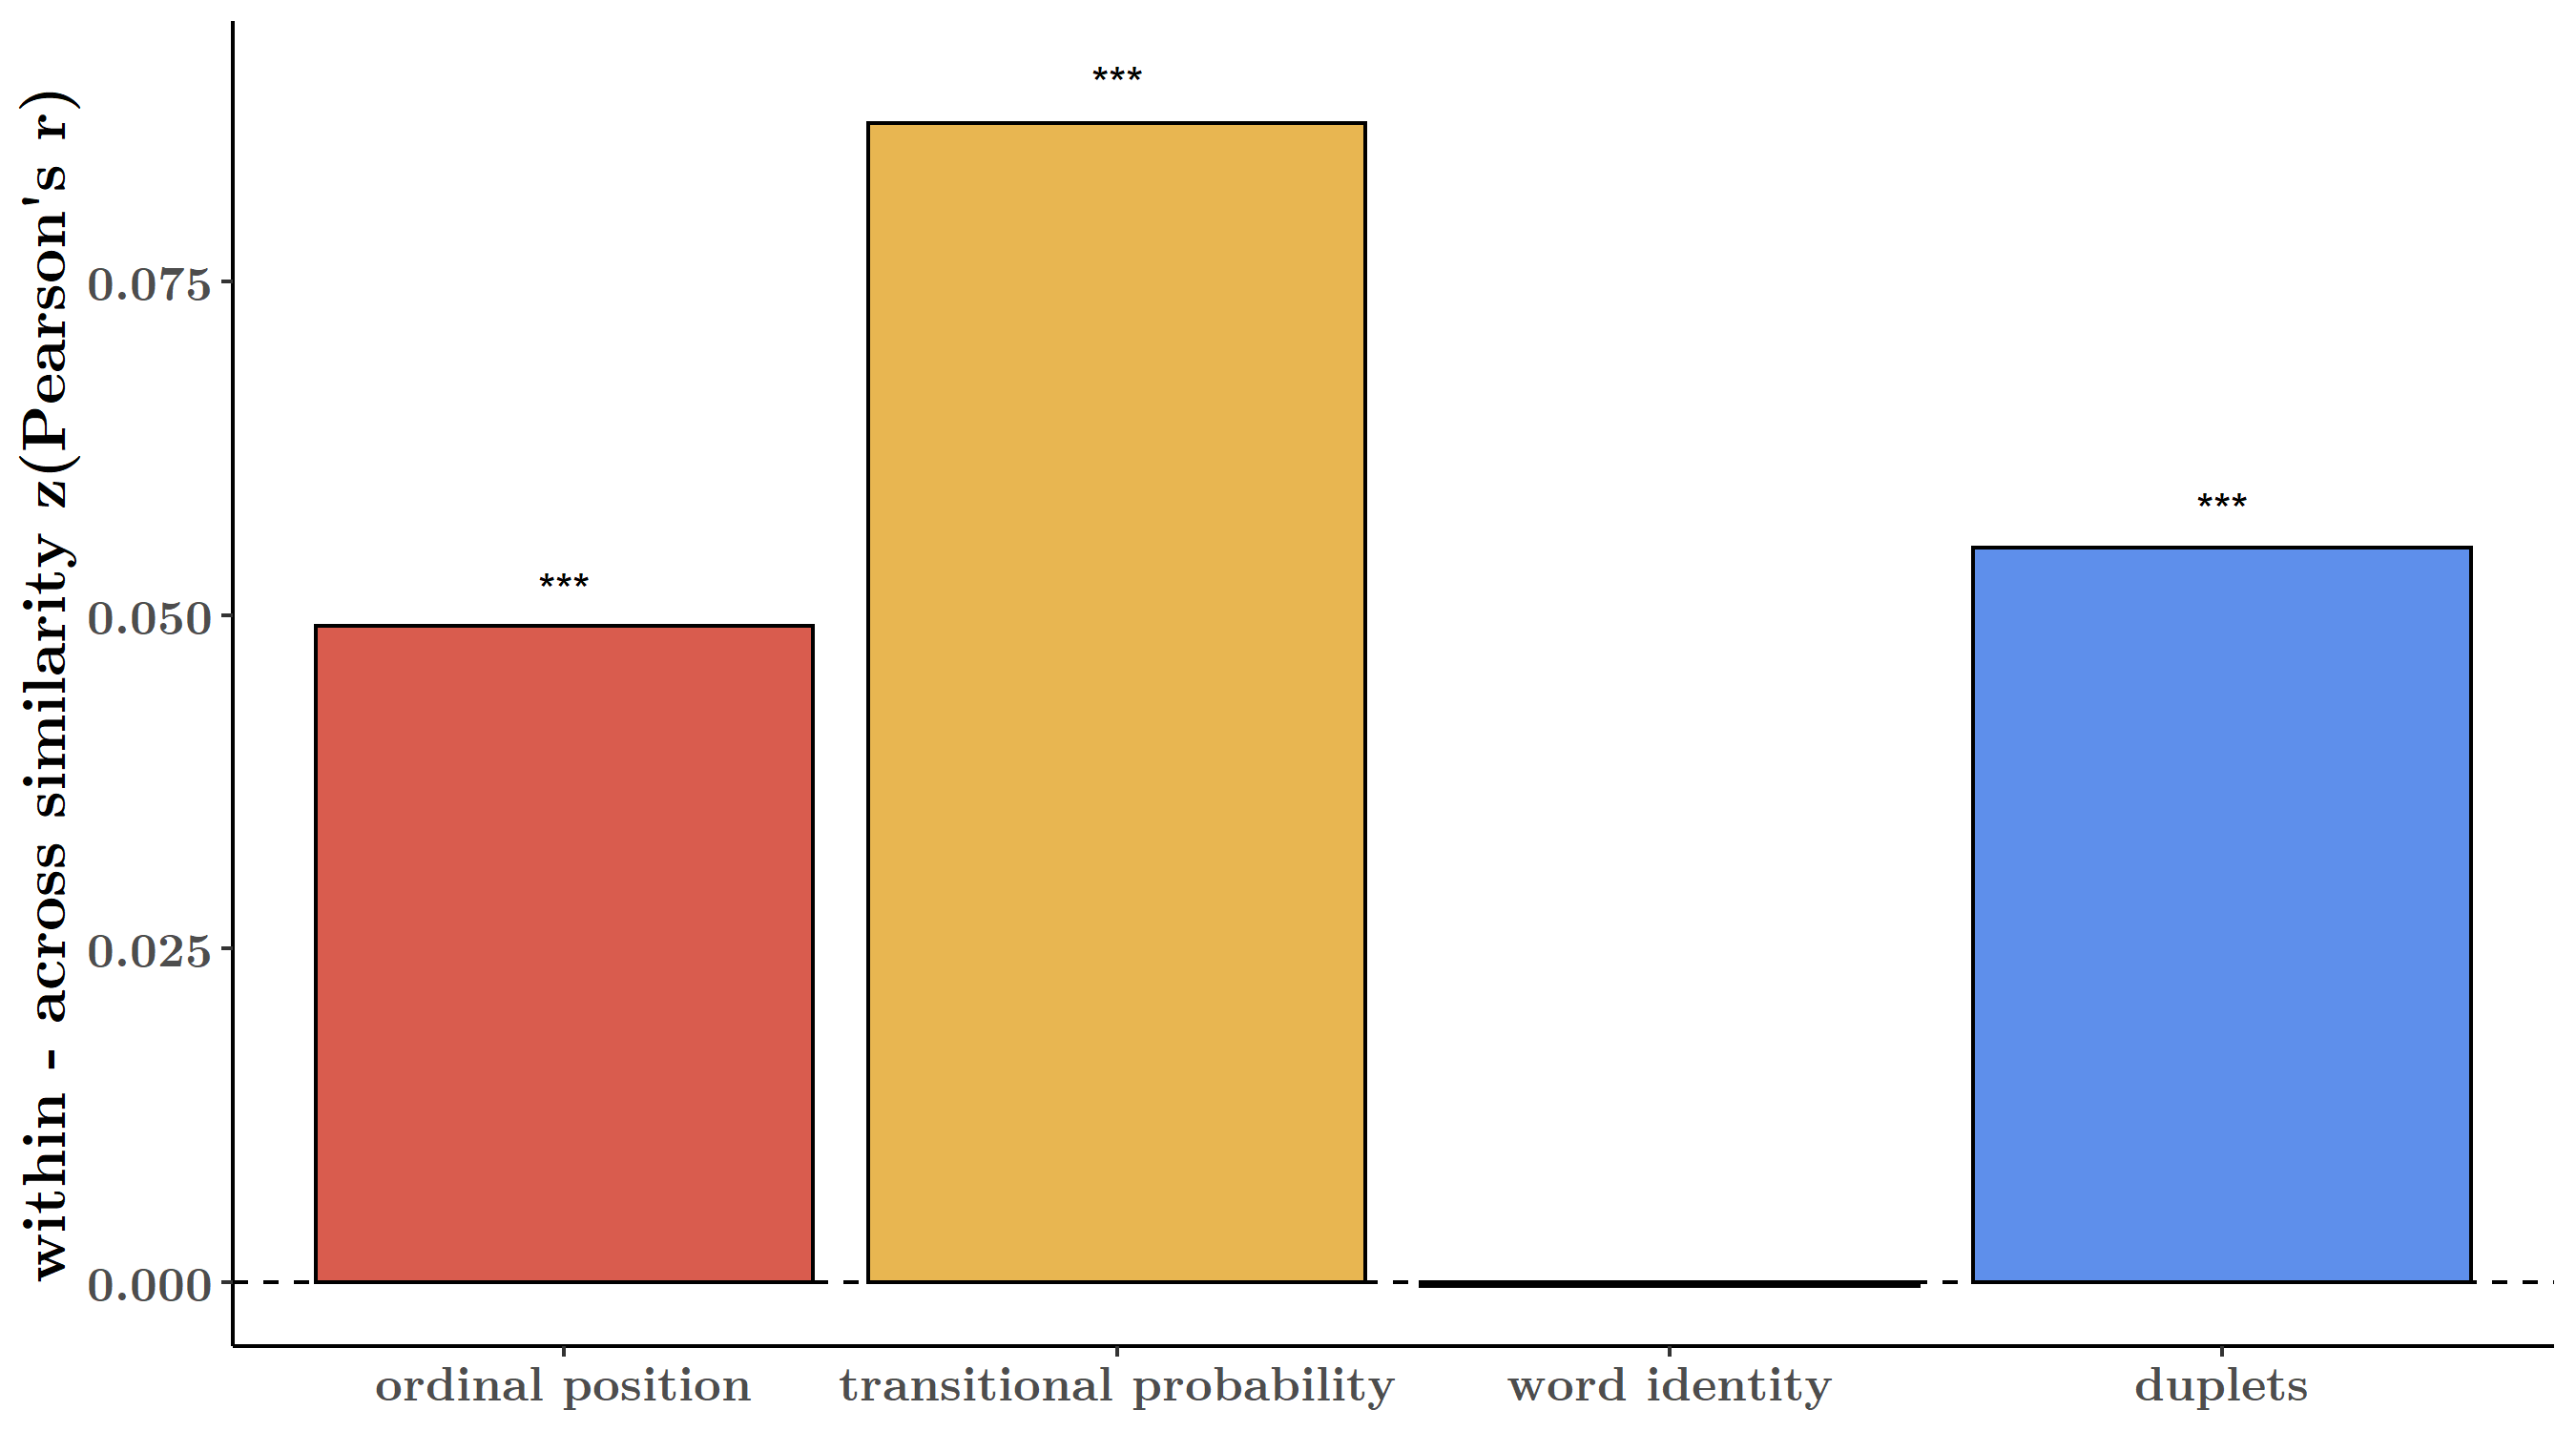 within - across similarity z(Pearson's r)
0.075
0.050
0.025
0.000
***
***
***
ordinal position
transitional probability
word identity
duplets